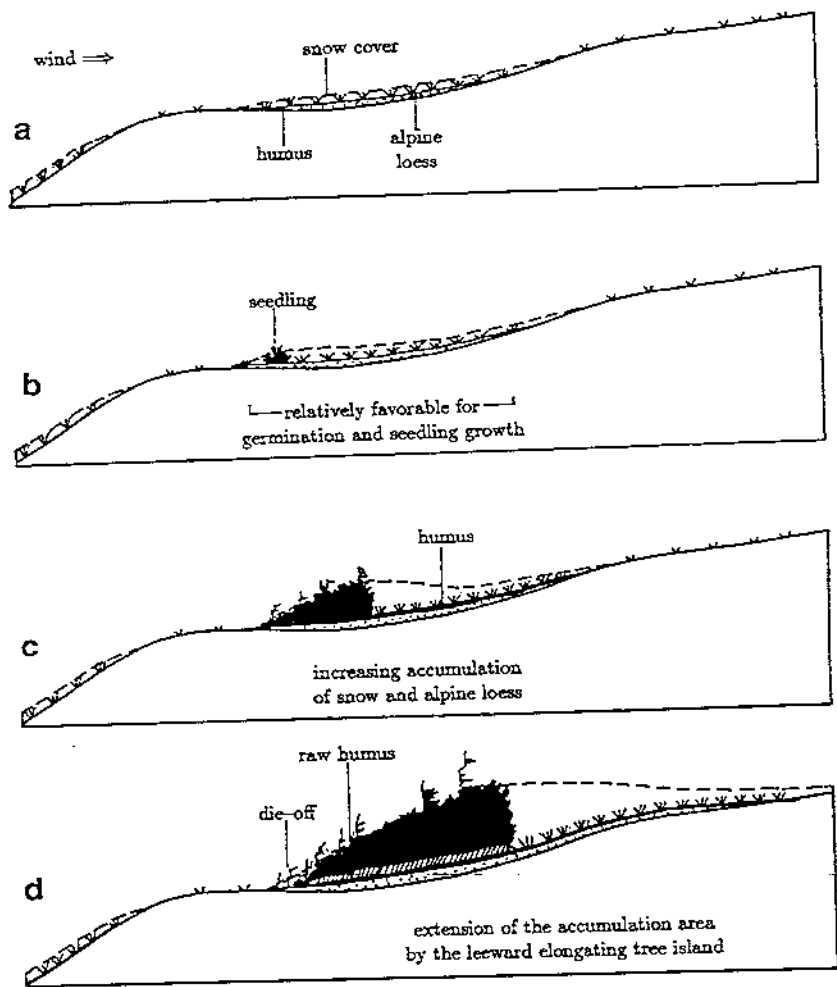 wind ⇒
snow cover
a
humus
alpine
loess
seedling
b
relatively favorable for
germination and seedling growth
humus
c
increasing accumulation
of snow and alpine loess
raw humus
die-off
d
extension of the accumulation area
by the leeward elongating tree island